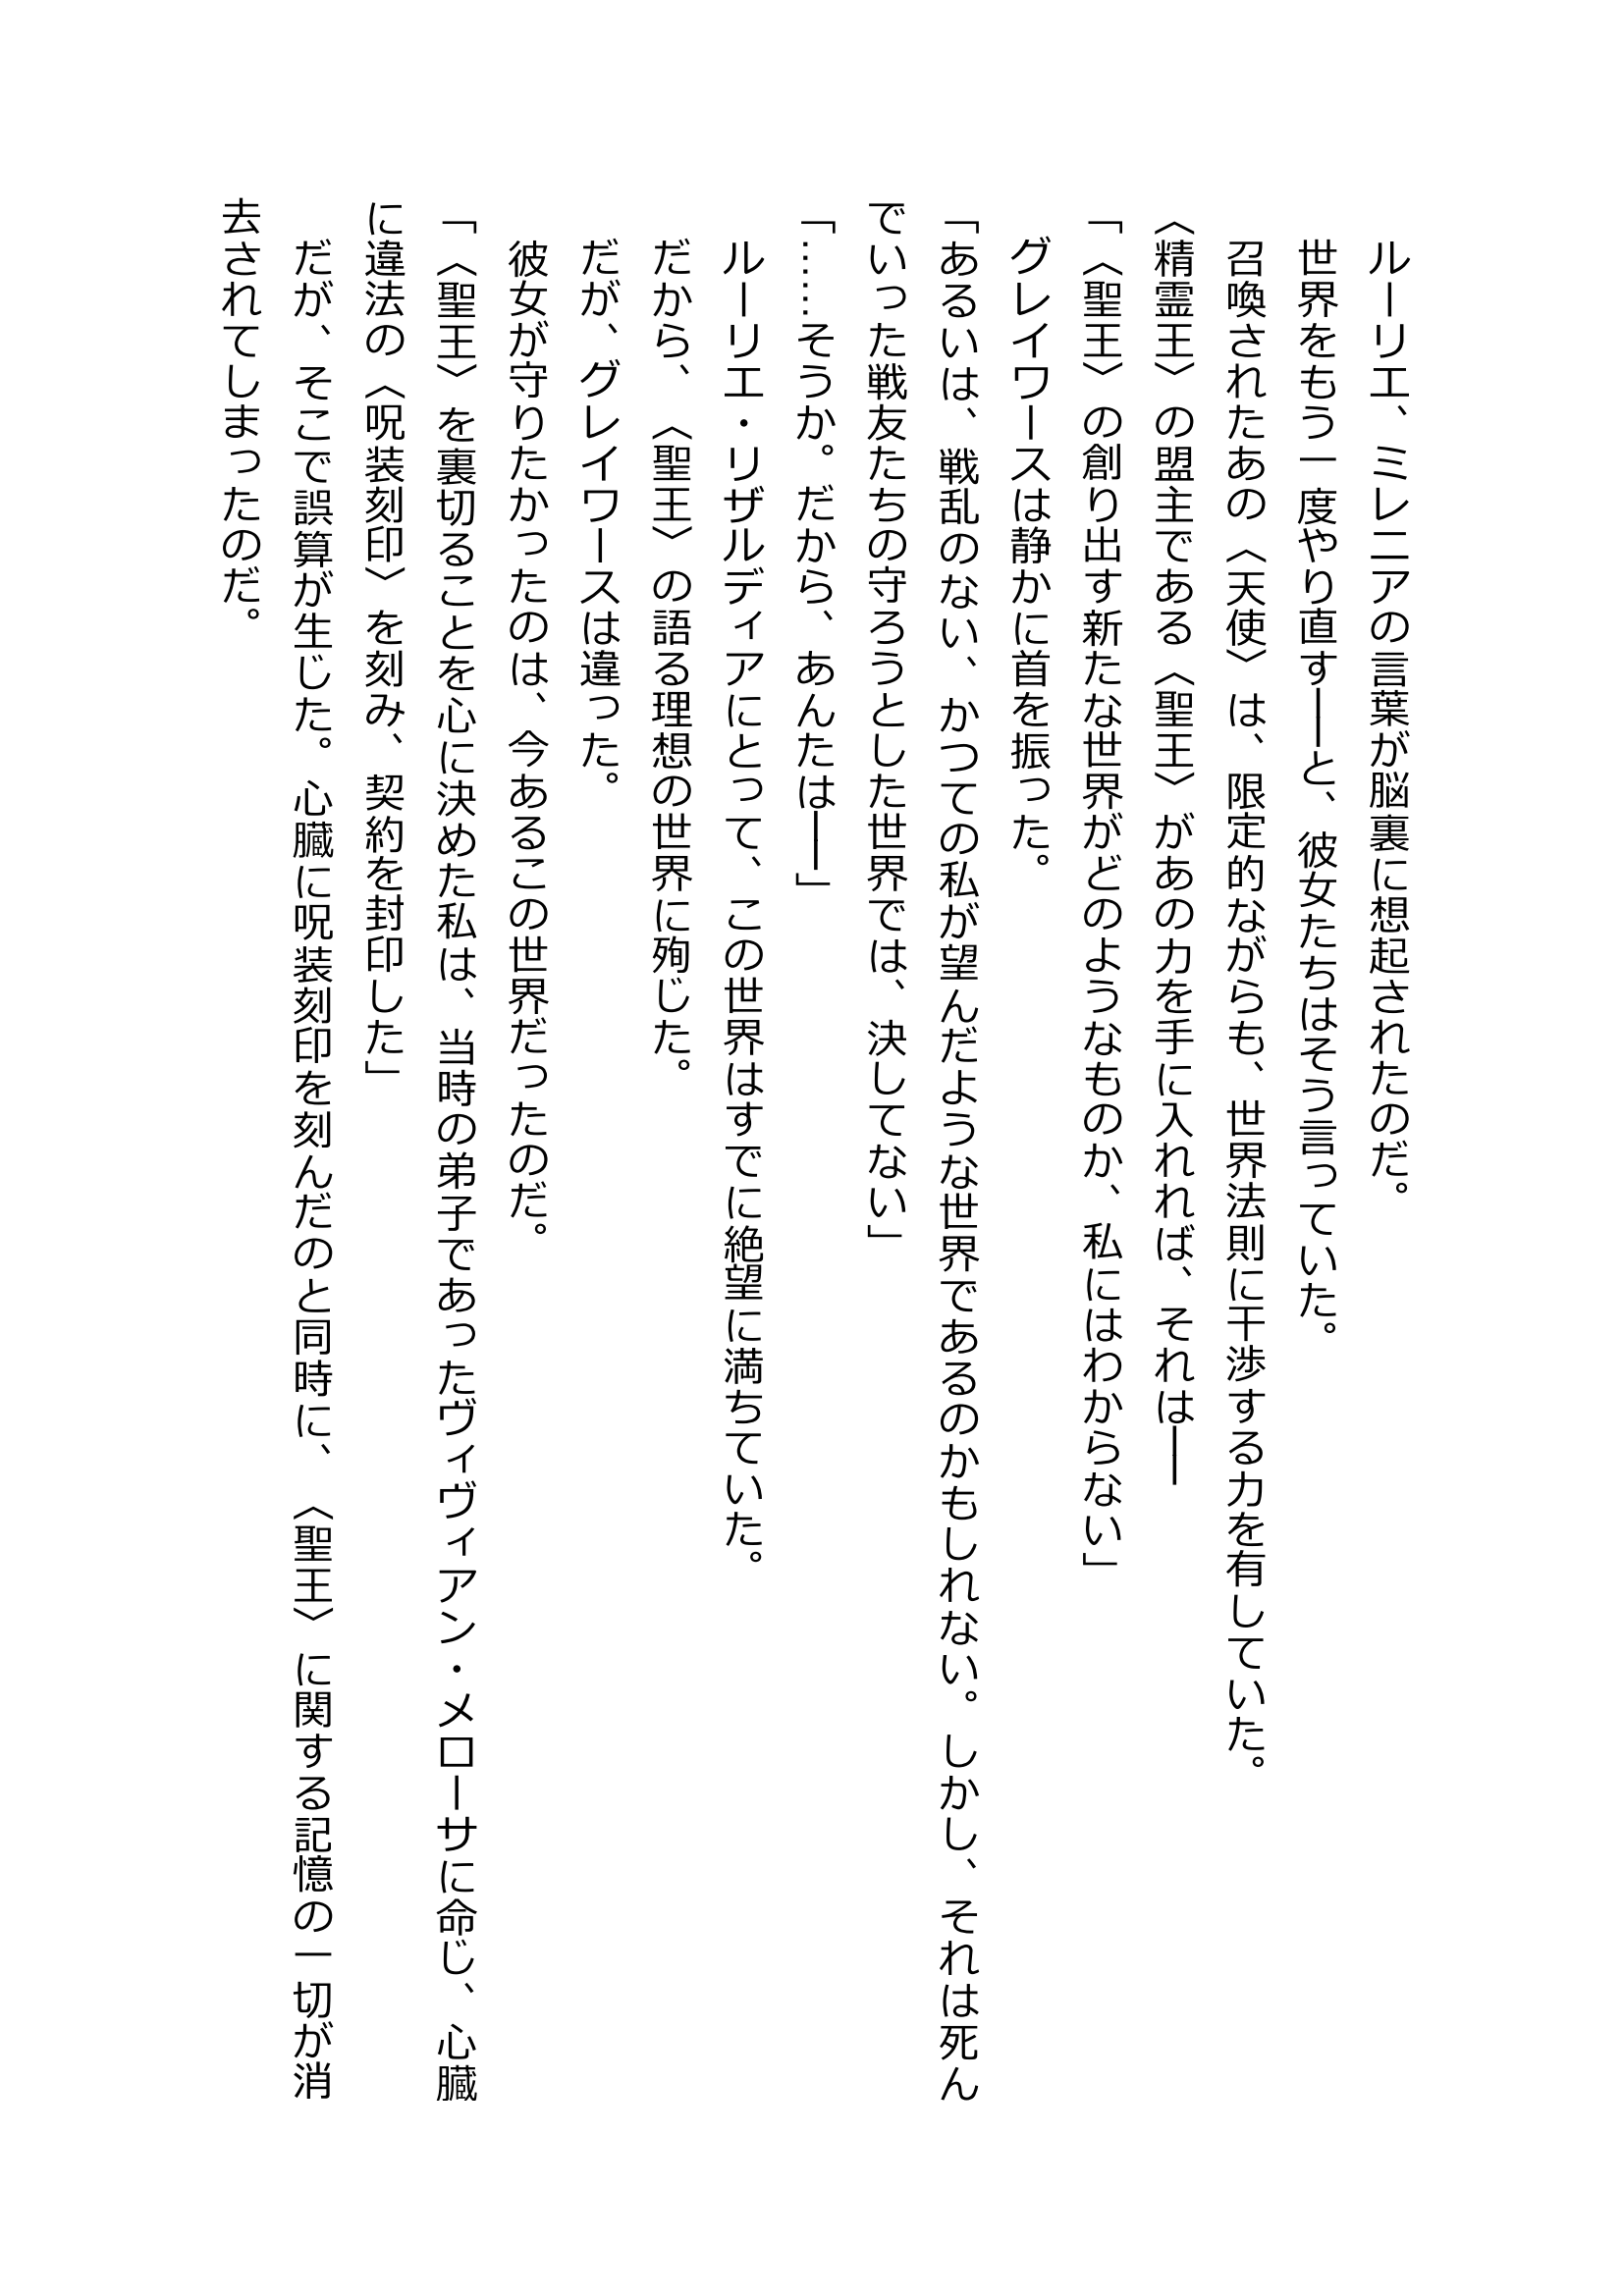 ルーリエ、ミレニアの言葉が脳裏に想起されたのだ。
　世界をもう一度やり直す――と、彼女たちはそう言っていた。
　召喚されたあの〈天使〉は、限定的ながらも、世界法則に干渉する力を有していた。
〈精霊王〉の盟主である〈聖王〉があの力を手に入れれば、それは――
「〈聖王〉の創り出す新たな世界がどのようなものか、私にはわからない」
　グレイワースは静かに首を振った。
「あるいは、戦乱のない、かつての私が望んだような世界であるのかもしれない。しかし、それは死ん
でいった戦友たちの守ろうとした世界では、決してない」
「……そうか。だから、あんたは――」
　ルーリエ・リザルディアにとって、この世界はすでに絶望に満ちていた。
　だから、〈聖王〉の語る理想の世界に殉じた。
　だが、グレイワースは違った。
　彼女が守りたかったのは、今あるこの世界だったのだ。
「〈聖王〉を裏切ることを心に決めた私は、当時の弟子であったヴィヴィアン・メローサに命じ、心臓
に違法の〈呪装刻印〉を刻み、契約を封印した」
　だが、そこで誤算が生じた。心臓に呪装刻印を刻んだのと同時に、〈聖王〉に関する記憶の一切が消
去されてしまったのだ。